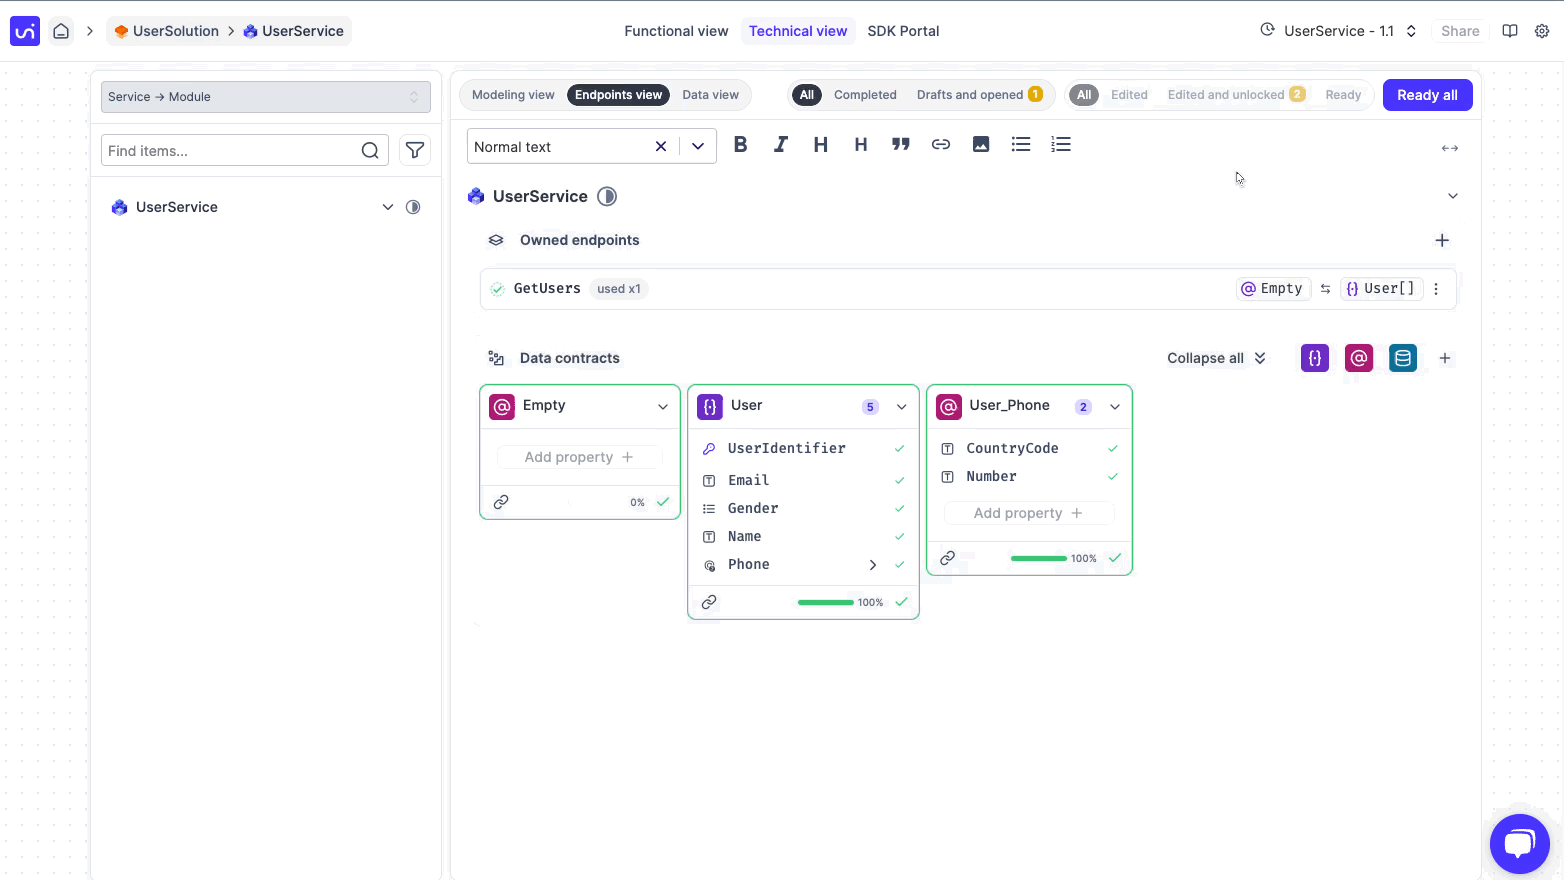 UserSolution > UserService
Functional view
Technical view
SDK Portal
UserService - 1.1
Share
Service → Module
Find items...
UserService
Modeling view
Endpoints view
Data view
All
Completed
Drafts and opened 1
All
Edited
Edited and unlocked 2
Ready
Ready all
Normal text
B I H H
UserService
Owned endpoints
GetUsers used x1
Empty
User[]
Data contracts
Collapse all
Empty
Add property +
0%
User 5
UserIdentifier
Email
Gender
Name
Phone
100%
User_Phone 2
CountryCode
Number
Add property +
100%